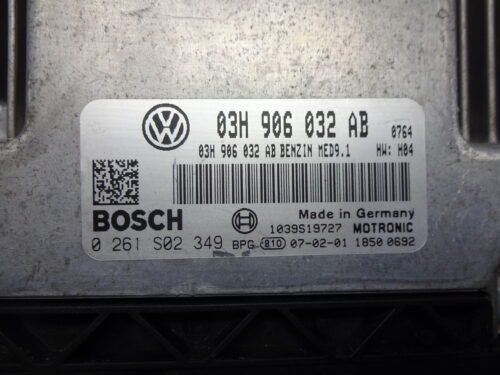 VW
03H 906 032 AB 0764
03H 906 032 AB BENZIN MED9.1 HW: H04
BOSCH
Made in Germany
1039S19727 MOTRONIC
0 261 S02 349 BPG 810 07-02-01 1850 0692